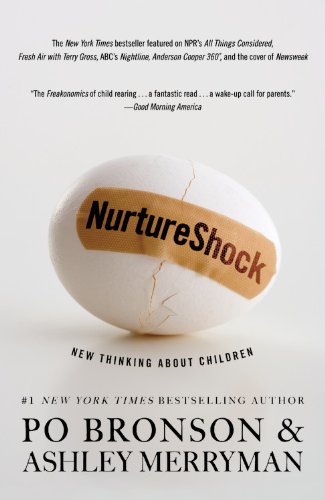 The New York Times bestseller featured on NPR's All Things Considered,
Fresh Air with Terry Gross, ABC's Nightline, Anderson Cooper 360°, and the cover of Newsweek
"The Freakonomics of child rearing . . . a fantastic read . . . a wake-up call for parents."
—Good Morning America
NurtureShock
NEW THINKING ABOUT CHILDREN
#1 NEW YORK TIMES BESTSELLING AUTHOR
PO BRONSON &
ASHLEY MERRYMAN